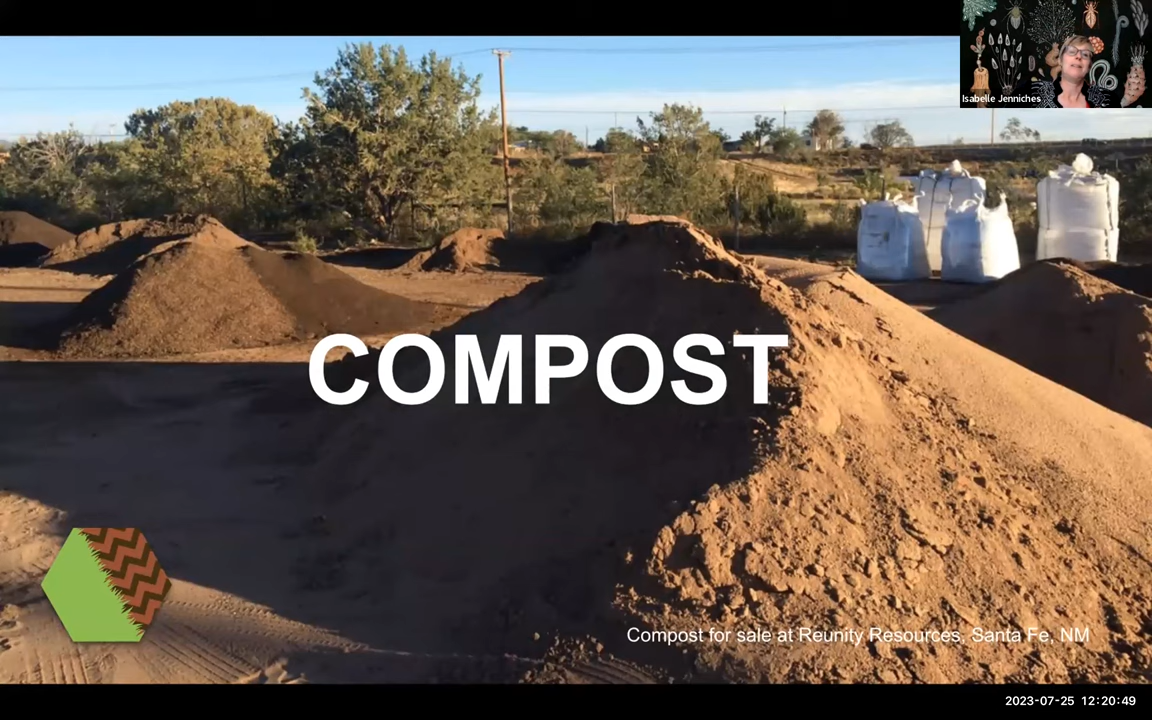 Isabelle Jenniches
COMPOST
Compost for sale at Reunity Resources, Santa Fe, NM
2023-07-25 12:20:49